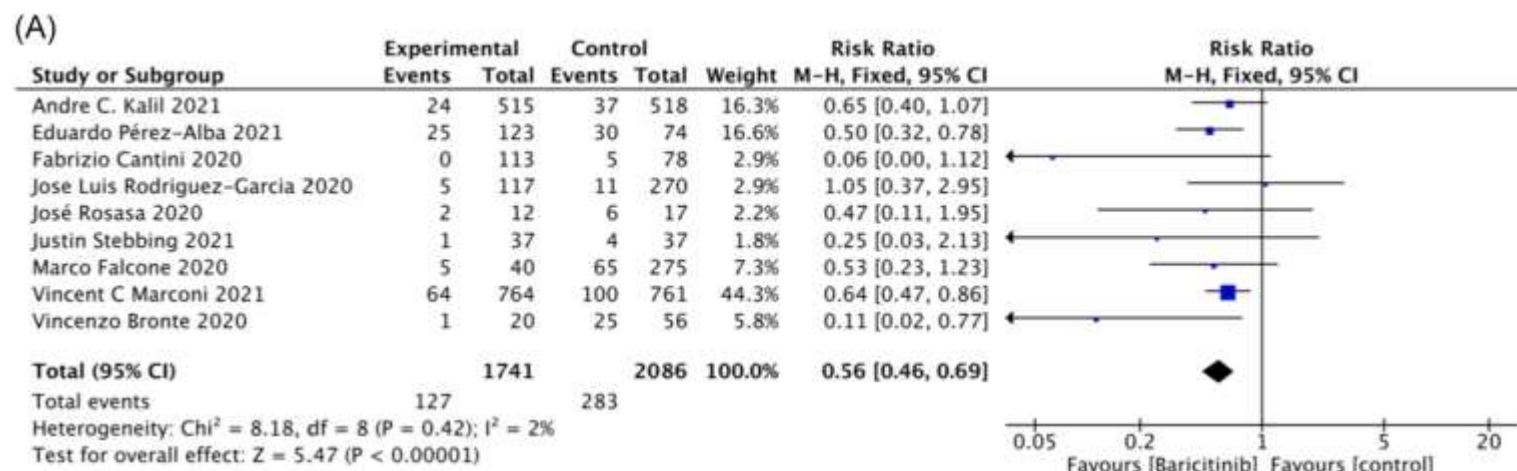 (A)
Experimental Control Risk Ratio Risk Ratio
Study or Subgroup Events Total Events Total Weight M-H, Fixed, 95% CI M-H, Fixed, 95% CI
Andre C. Kalil 2021 24 515 37 518 16.3% 0.65 [0.40, 1.07]
Eduardo Pérez-Alba 2021 25 123 30 74 16.6% 0.50 [0.32, 0.78]
Fabrizio Cantini 2020 0 113 5 78 2.9% 0.06 [0.00, 1.12]
Jose Luis Rodriguez-Garcia 2020 5 117 11 270 2.9% 1.05 [0.37, 2.95]
José Rosasa 2020 2 12 6 17 2.2% 0.47 [0.11, 1.95]
Justin Stebbing 2021 1 37 4 37 1.8% 0.25 [0.03, 2.13]
Marco Falcone 2020 5 40 65 275 7.3% 0.53 [0.23, 1.23]
Vincent C Marconi 2021 64 764 100 761 44.3% 0.64 [0.47, 0.86]
Vincenzo Bronte 2020 1 20 25 56 5.8% 0.11 [0.02, 0.77]
Total (95% CI) 1741 2086 100.0% 0.56 [0.46, 0.69]
Total events 127 283
Heterogeneity: Chi² = 8.18, df = 8 (P = 0.42); I² = 2%
Test for overall effect: Z = 5.47 (P < 0.00001)
0.05 0.2 1 5 20
Favours [Baricitinib] Favours [control]